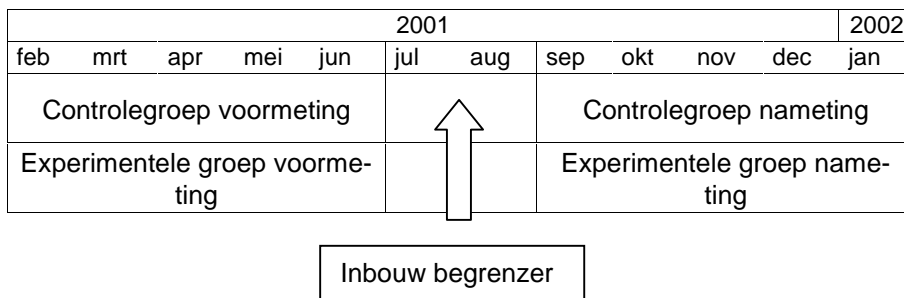 2001 2002
feb mrt apr mei jun jul aug sep okt nov dec jan
Controlegroep voormeting Controlegroep nameting
Experimentele groep voorme- Experimentele groep name-
ting ting
Inbouw begrenzer